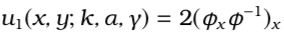 u₁(x, y; k, a, γ) = 2(ϕₓϕ⁻¹)ₓ